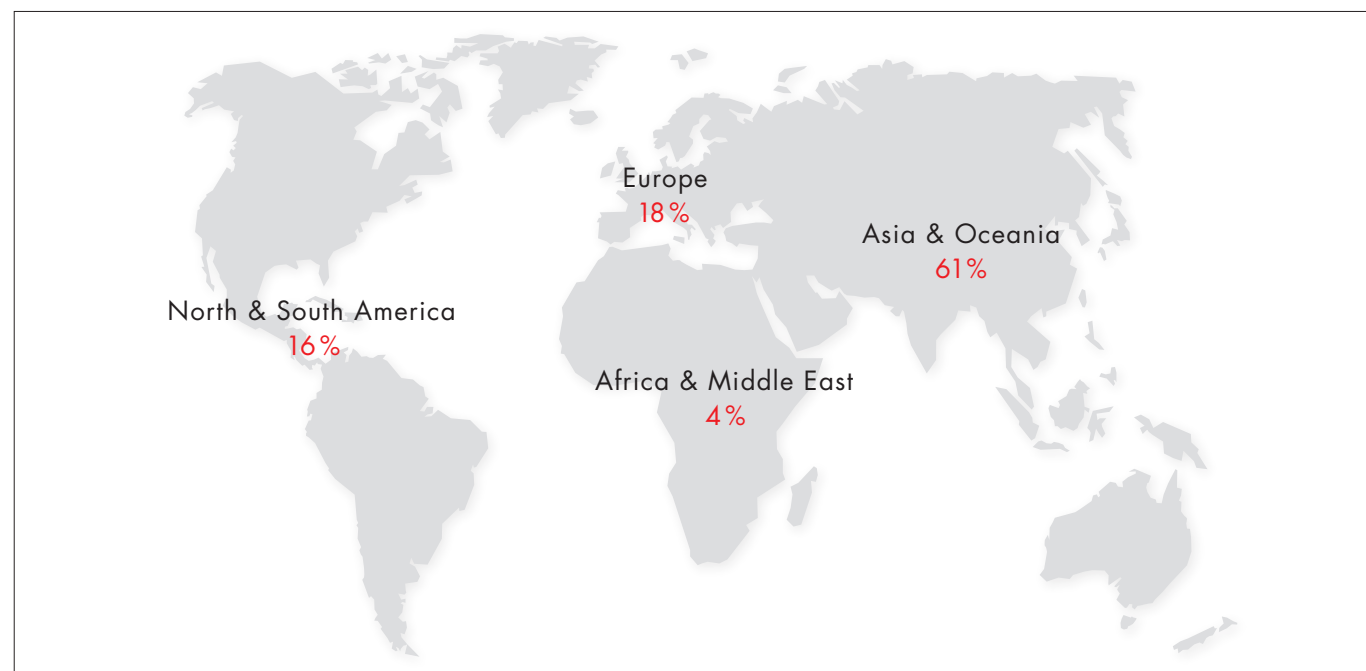 Europe
18%
Asia & Oceania
61%
North & South America
16%
Africa & Middle East
4%